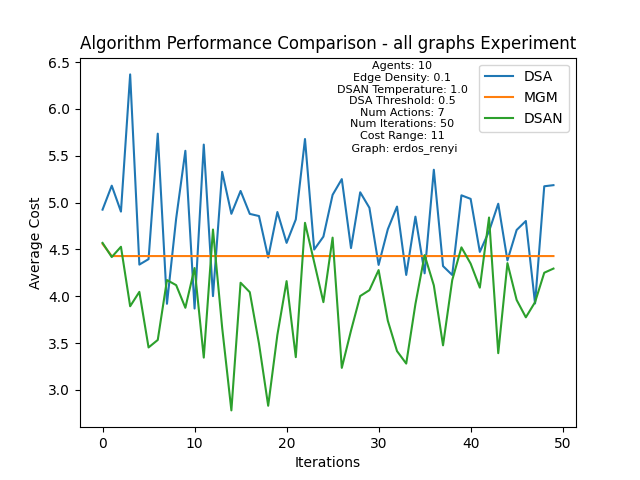 Algorithm Performance Comparison - all graphs Experiment
Agents: 10
Edge Density: 0.1
DSAN Temperature: 1.0
DSA Threshold: 0.5
Num Actions: 7
Num Iterations: 50
Cost Range: 11
Graph: erdos_renyi
DSA
MGM
DSAN
Average Cost
6.5
6.0
5.5
5.0
4.5
4.0
3.5
3.0
0 10 20 30 40 50
Iterations